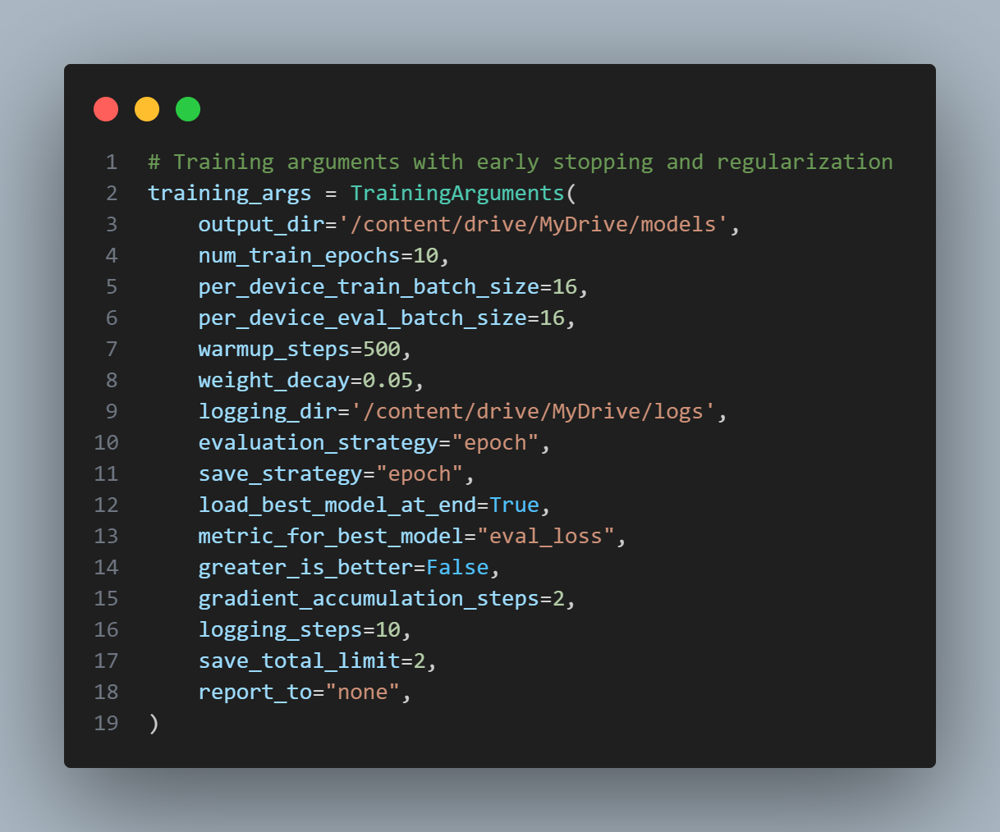 1 # Training arguments with early stopping and regularization
2 training_args = TrainingArguments(
3     output_dir='/content/drive/MyDrive/models',
4     num_train_epochs=10,
5     per_device_train_batch_size=16,
6     per_device_eval_batch_size=16,
7     warmup_steps=500,
8     weight_decay=0.05,
9     logging_dir='/content/drive/MyDrive/logs',
10     evaluation_strategy="epoch",
11     save_strategy="epoch",
12     load_best_model_at_end=True,
13     metric_for_best_model="eval_loss",
14     greater_is_better=False,
15     gradient_accumulation_steps=2,
16     logging_steps=10,
17     save_total_limit=2,
18     report_to="none",
19 )